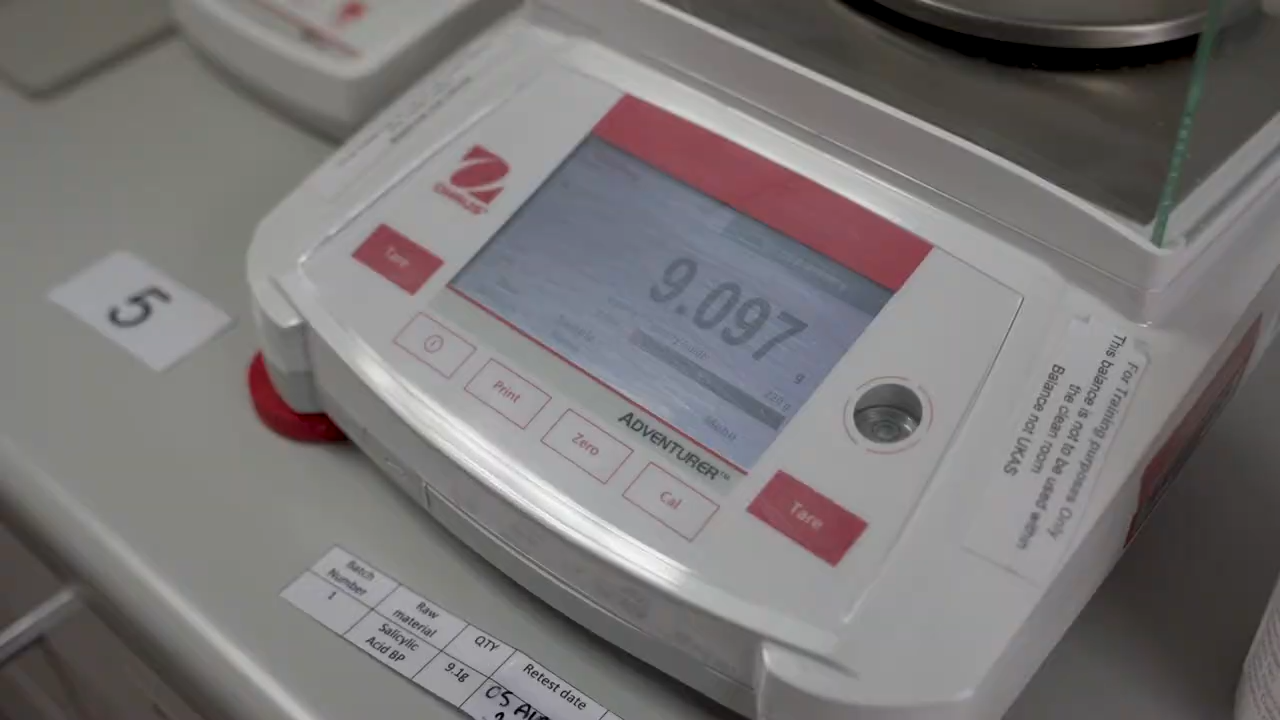 OHAUS
Tare
5
9.097
g
Print
Zero
Cal
Tare
ADVENTURER™
For Training purposes Only
This balance is not to be used within
the clean room
Balance not UKAS
Batch Number
Raw material
QTY
Retest date
1
Salicylic Acid BP
9.1g